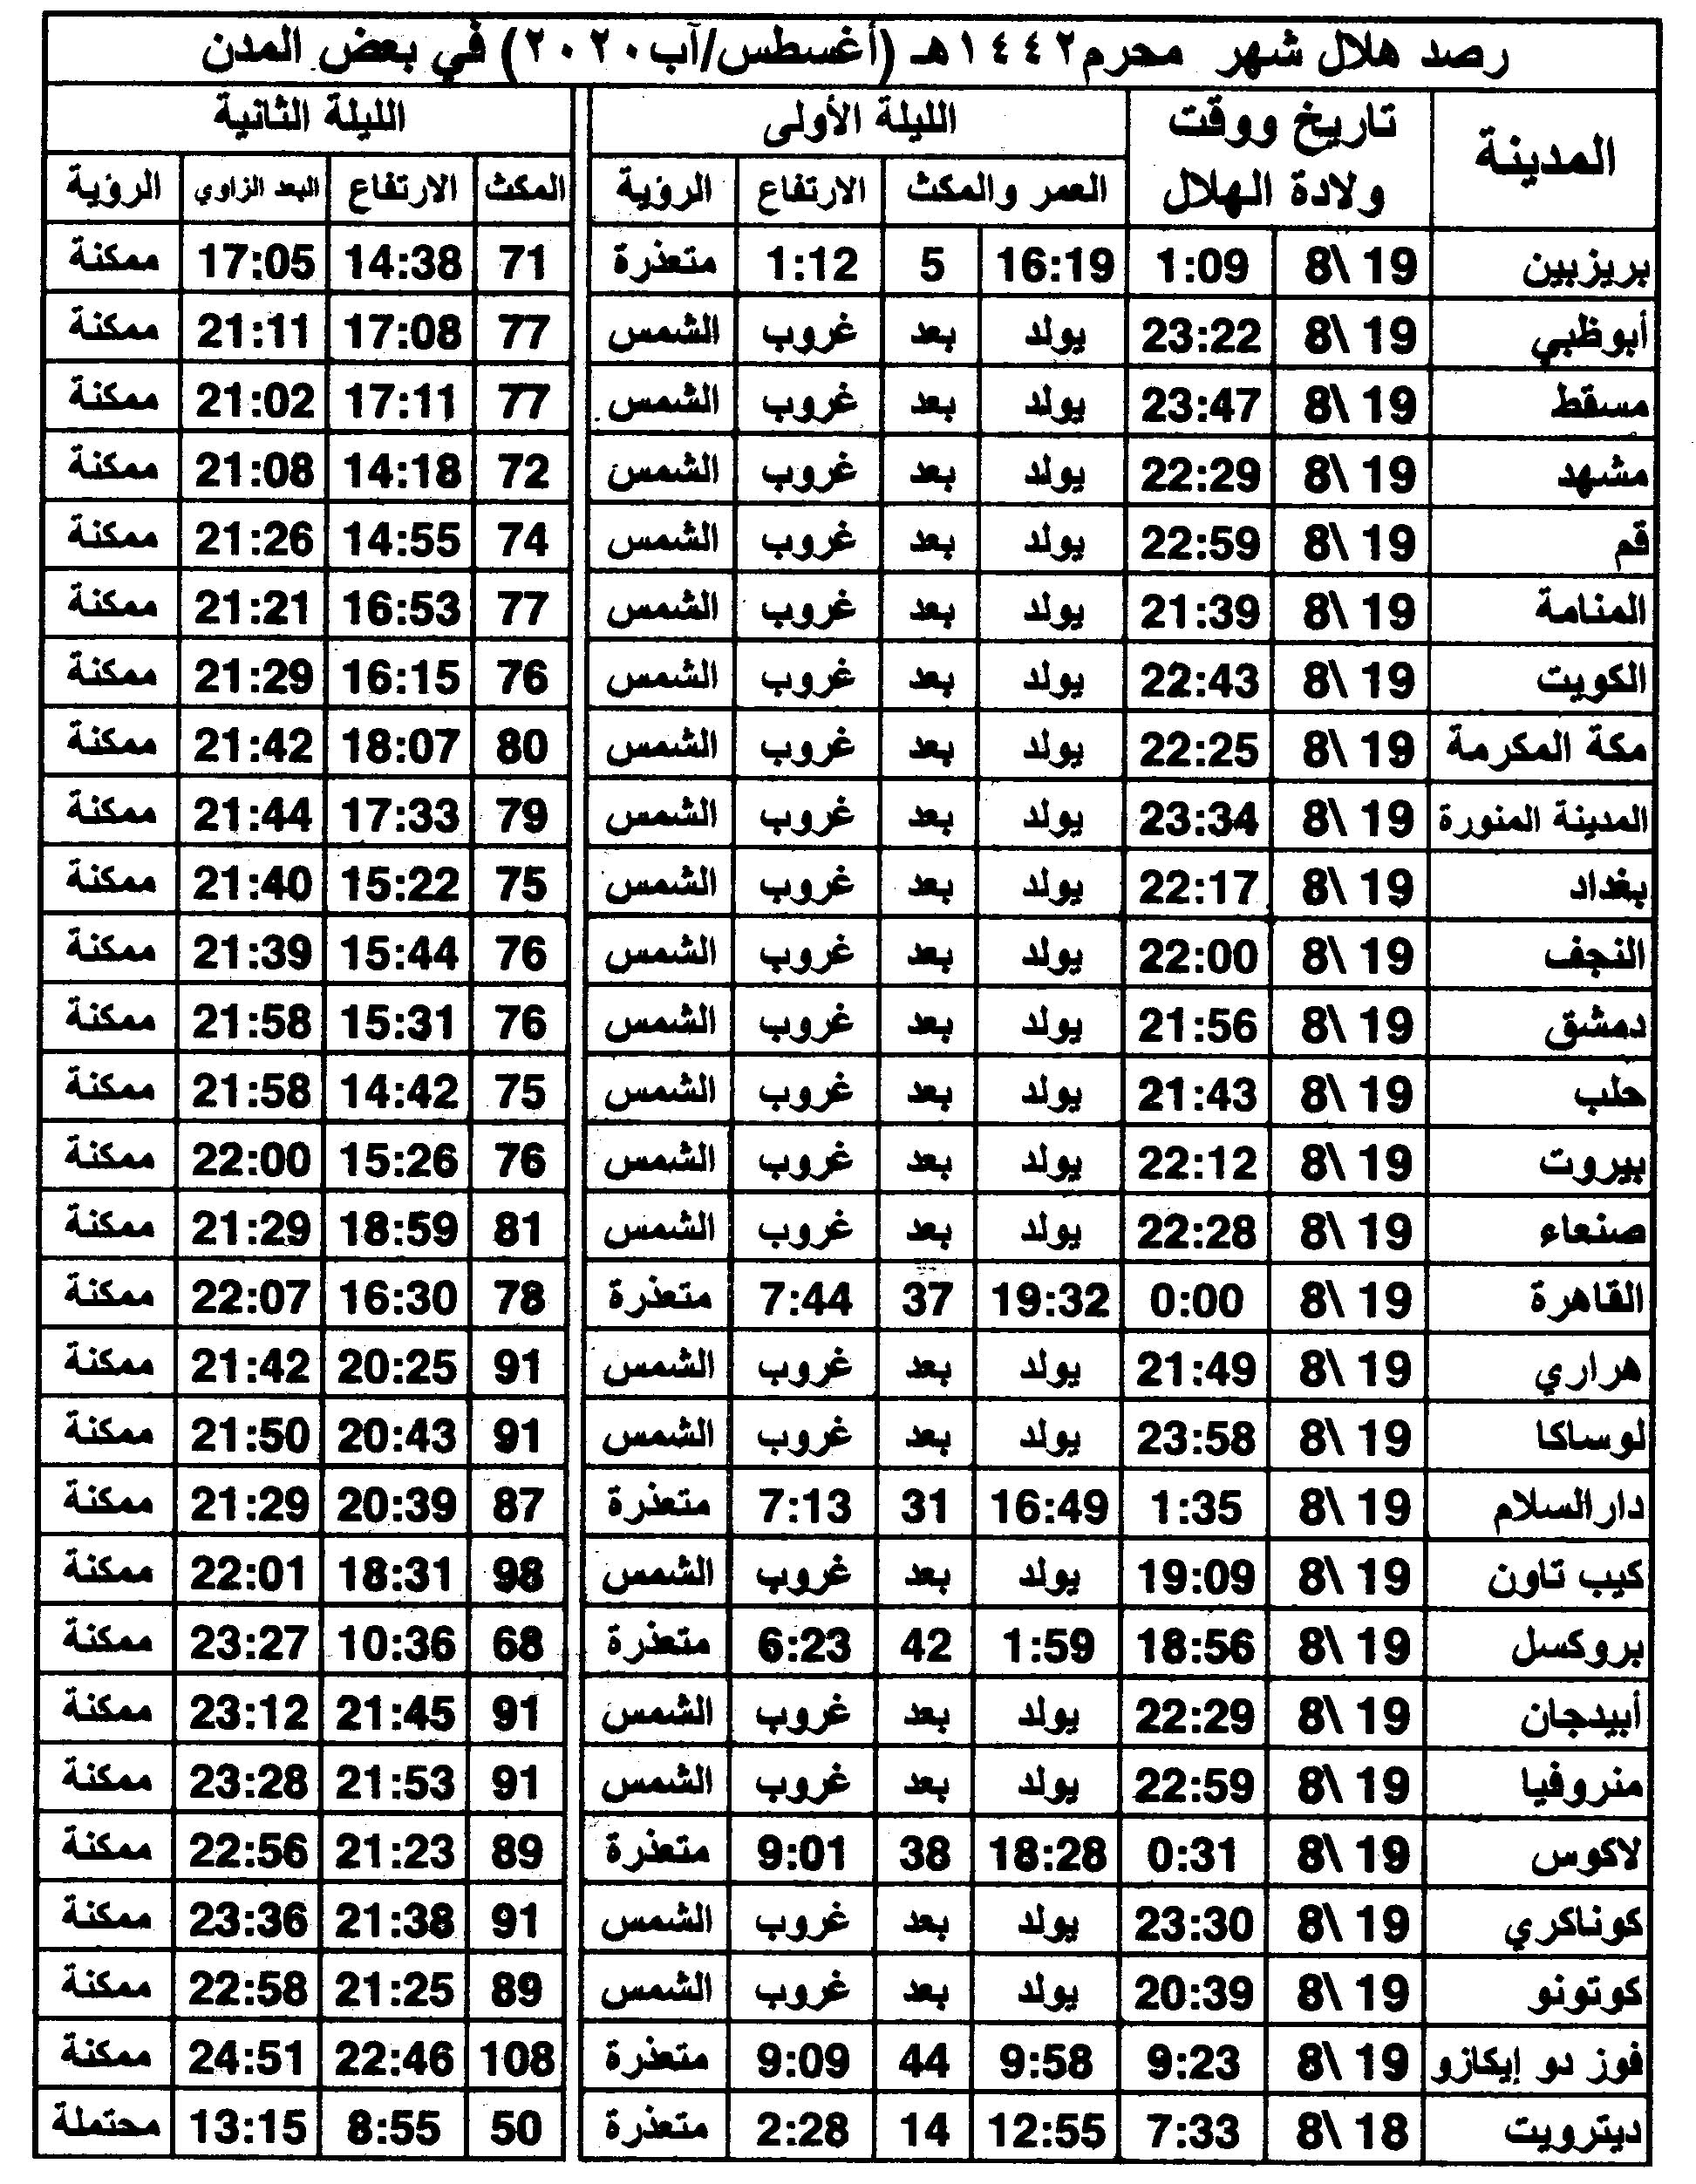 رصد هلال شهر محرم١٤٤٢هـ (أغسطس/آب٢٠٢٠) في بعض المدن
المدينة تاريخ ووقت ولادة الهلال الليلة الأولى الليلة الثانية
العمر والمكث الارتفاع الرؤية المكث الارتفاع البعد الزاوي الرؤية
بريزبين 19 \8 1:09 16:19 5 1:12 متعذرة 71 14:38 17:05 ممكنة
أبوظبي 19 \8 23:22 يولد بعد غروب الشمس 77 17:08 21:11 ممكنة
مسقط 19 \8 23:47 يولد بعد غروب الشمس 77 17:11 21:02 ممكنة
مشهد 19 \8 22:29 يولد بعد غروب الشمس 72 14:18 21:08 ممكنة
قم 19 \8 22:59 يولد بعد غروب الشمس 74 14:55 21:26 ممكنة
المنامة 19 \8 21:39 يولد بعد غروب الشمس 77 16:53 21:21 ممكنة
الكويت 19 \8 22:43 يولد بعد غروب الشمس 76 16:15 21:29 ممكنة
مكة المكرمة 19 \8 22:25 يولد بعد غروب الشمس 80 18:07 21:42 ممكنة
المدينة المنورة 19 \8 23:34 يولد بعد غروب الشمس 79 17:33 21:44 ممكنة
بغداد 19 \8 22:17 يولد بعد غروب الشمس 75 15:22 21:40 ممكنة
النجف 19 \8 22:00 يولد بعد غروب الشمس 76 15:44 21:39 ممكنة
دمشق 19 \8 21:56 يولد بعد غروب الشمس 76 15:31 21:58 ممكنة
حلب 19 \8 21:43 يولد بعد غروب الشمس 75 14:42 21:58 ممكنة
بيروت 19 \8 22:12 يولد بعد غروب الشمس 76 15:26 22:00 ممكنة
صنعاء 19 \8 22:28 يولد بعد غروب الشمس 81 18:59 21:29 ممكنة
القاهرة 19 \8 0:00 19:32 37 7:44 متعذرة 78 16:30 22:07 ممكنة
هراري 19 \8 21:49 يولد بعد غروب الشمس 91 20:25 21:42 ممكنة
لوساكا 19 \8 23:58 يولد بعد غروب الشمس 91 20:43 21:50 ممكنة
دارالسلام 19 \8 1:35 16:49 31 7:13 متعذرة 87 20:39 21:29 ممكنة
كيب تاون 19 \8 19:09 يولد بعد غروب الشمس 98 18:31 22:01 ممكنة
بروكسل 19 \8 18:56 1:59 42 6:23 متعذرة 68 10:36 23:27 ممكنة
أبيدجان 19 \8 22:29 يولد بعد غروب الشمس 91 21:45 23:12 ممكنة
منروفيا 19 \8 22:59 يولد بعد غروب الشمس 91 21:53 23:28 ممكنة
لاكوس 19 \8 0:31 18:28 38 9:01 متعذرة 89 21:23 22:56 ممكنة
كوناكري 19 \8 23:30 يولد بعد غروب الشمس 91 21:38 23:36 ممكنة
كوتونو 19 \8 20:39 يولد بعد غروب الشمس 89 21:25 22:58 ممكنة
فوز دو إيكازو 19 \8 9:23 9:58 44 9:09 متعذرة 108 22:46 24:51 ممكنة
ديترويت 18 \8 7:33 12:55 14 2:28 متعذرة 50 8:55 13:15 محتملة